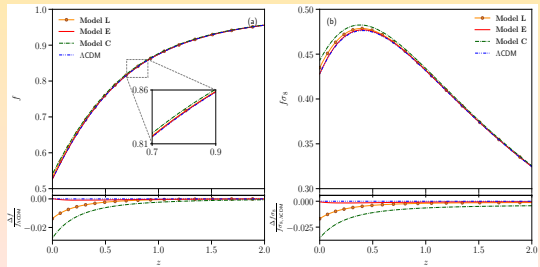 (a)
Model L
Model E
Model C
ΛCDM
1.0
0.9
0.8
0.7
0.6
0.5
f
0.86
0.81
0.7 0.9
0.00
−0.02
Δf/fΛCDM
0.0 0.5 1.0 1.5 2.0
z
(b)
Model L
Model E
Model C
ΛCDM
0.45
0.40
0.35
0.30
fσ8
0.000
−0.025
Δfσ8/fσ8,ΛCDM
0.0 0.5 1.0 1.5 2.0
z